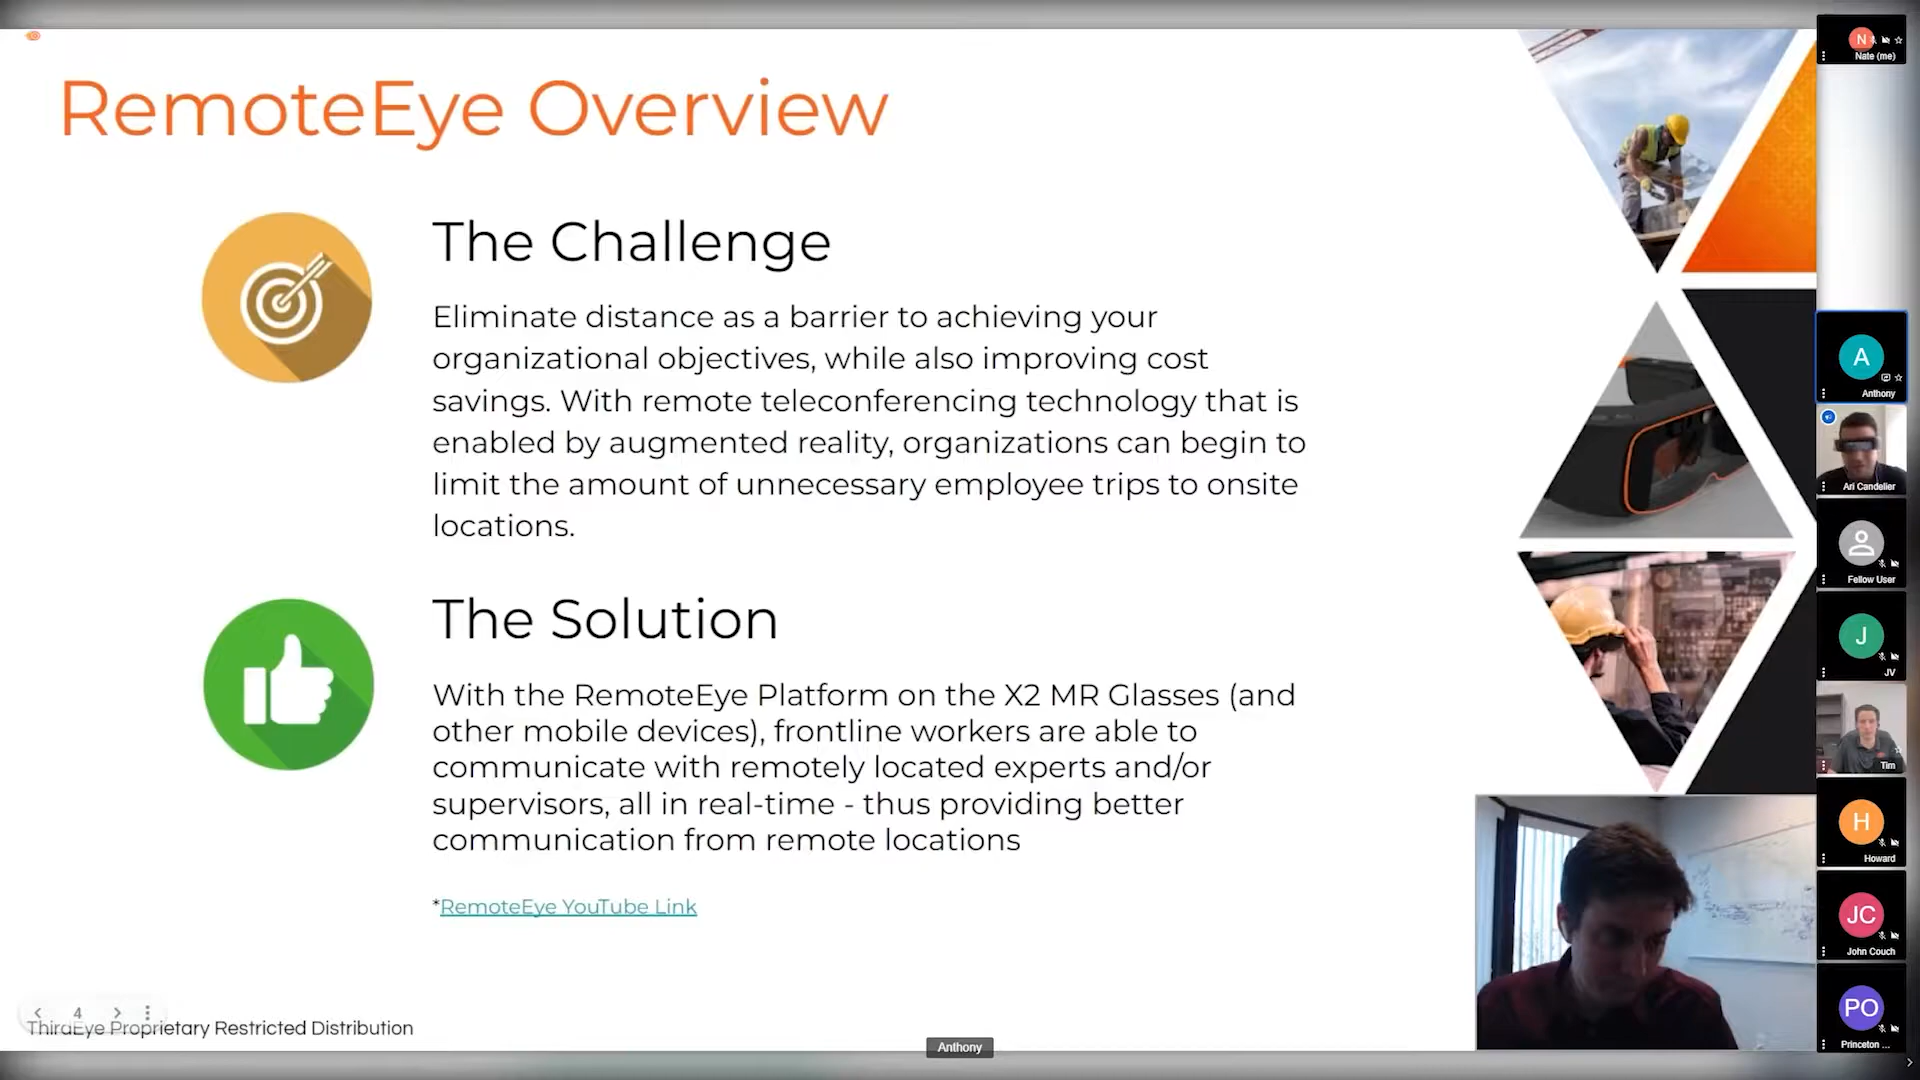 RemoteEye Overview
The Challenge
Eliminate distance as a barrier to achieving your
organizational objectives, while also improving cost
savings. With remote teleconferencing technology that is
enabled by augmented reality, organizations can begin to
limit the amount of unnecessary employee trips to onsite
locations.
The Solution
With the RemoteEye Platform on the X2 MR Glasses (and
other mobile devices), frontline workers are able to
communicate with remotely located experts and/or
supervisors, all in real-time - thus providing better
communication from remote locations
*RemoteEye YouTube Link
4
ThirdEye Proprietary Restricted Distribution
Anthony
N
Nate (me)
A
Anthony
Ari Candelier
Fellow User
J
JV
Tim
H
Howard
JC
John Couch
PO
Princeton ...